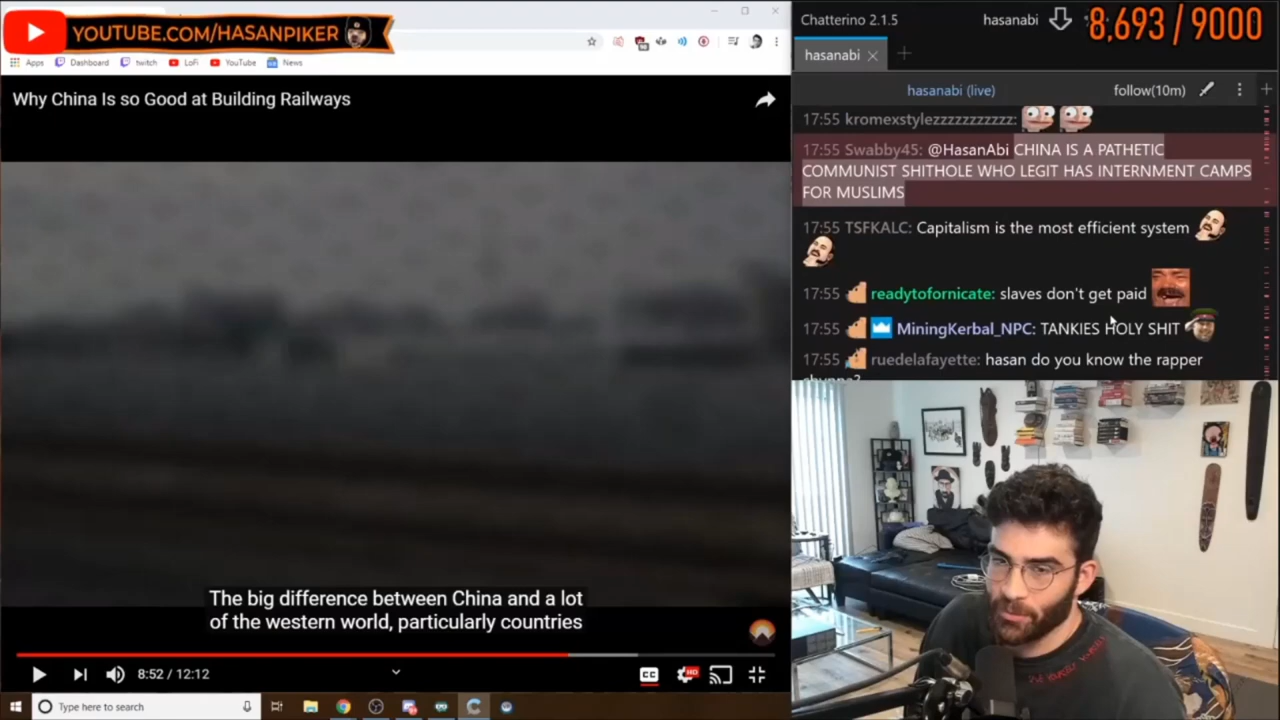 YOUTUBE.COM/HASANPIKER
Apps Dashboard twitch LoFi YouTube News
Why China Is so Good at Building Railways
The big difference between China and a lot
of the western world, particularly countries
8:52 / 12:12
CC
HD
Type here to search
Chatterino 2.1.5
hasanabi
8,693 / 9000
hasanabi
hasanabi (live)
follow(10m)
17:55 kromexstylezzzzzzzzzzz:
17:55 Swabby45: @HasanAbi CHINA IS A PATHETIC
COMMUNIST SHITHOLE WHO LEGIT HAS INTERNMENT CAMPS
FOR MUSLIMS
17:55 TSFKALC: Capitalism is the most efficient system
17:55 readytofornicate: slaves don't get paid
17:55 MiningKerbal_NPC: TANKIES HOLY SHIT
17:55 ruedelafayette: hasan do you know the rapper